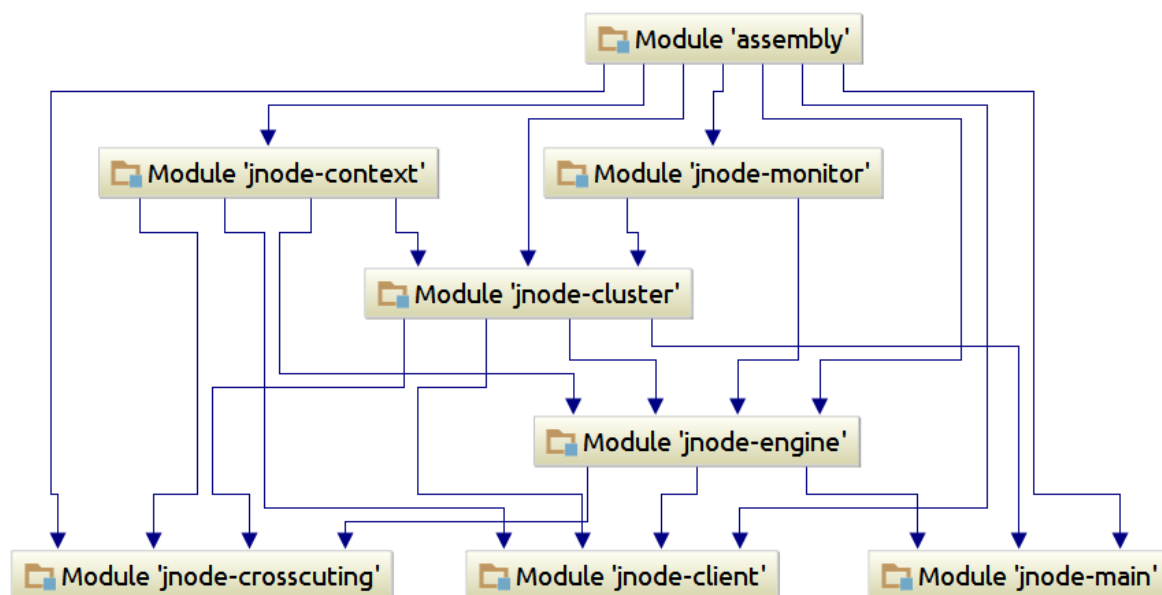 Module 'assembly'
Module 'jnode-context'
Module 'jnode-monitor'
Module 'jnode-cluster'
Module 'jnode-engine'
Module 'jnode-crosscuting'
Module 'jnode-client'
Module 'jnode-main'